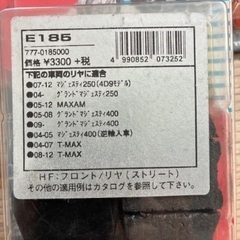 E185
777-0185000
価格 ¥3300 +税
4 990852 073252
下記の車両のリヤに適合
●07-12 マジェスティ250(4D9モデル)
●04- グランドマジェスティ250
●05-12 MAXAM
●05-08 グランドマジェスティ400
●09- グランドマジェスティ400
●04-05 マジェスティ400(逆輸入車)
●04-07 T-MAX
●08-12 T-MAX
HF:フロント/リヤ(ストリート)
その他の適用例はカタログを参照して下さい